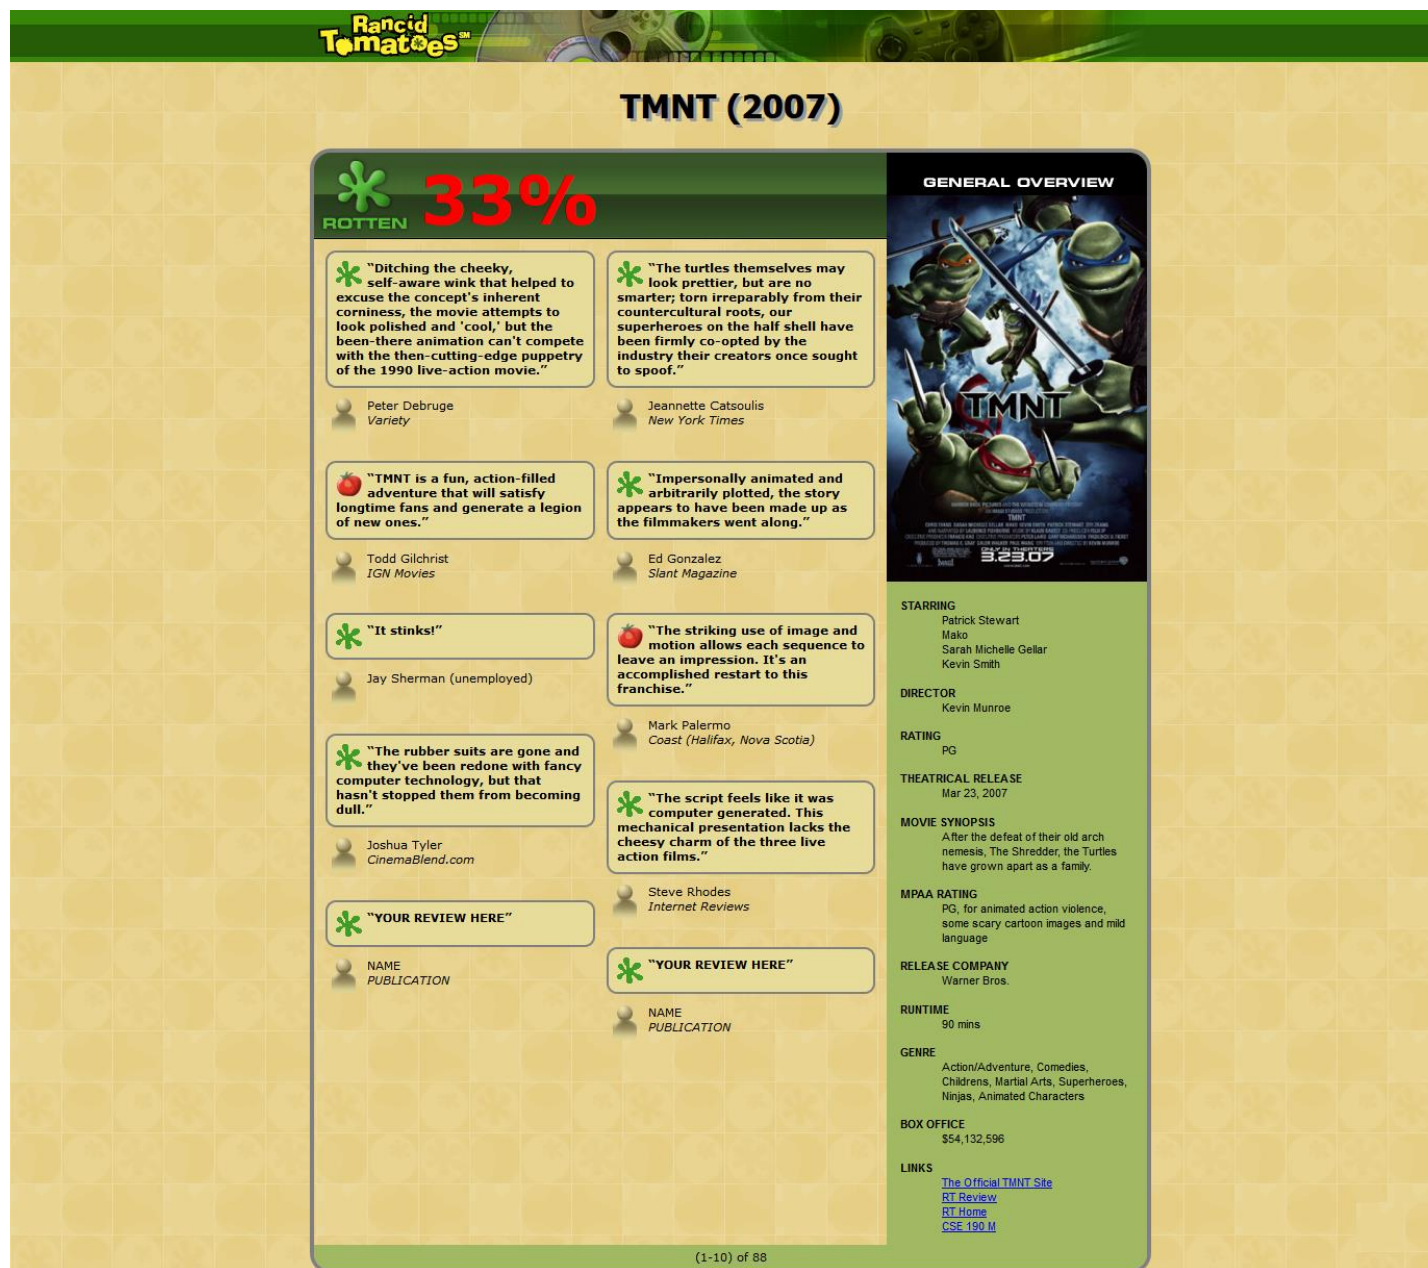 Rancid
Tomatoes SM
TMNT (2007)
ROTTEN
33%
“Ditching the cheeky,
self-aware wink that helped to
excuse the concept's inherent
corniness, the movie attempts to
look polished and 'cool,' but the
been-there animation can't compete
with the then-cutting-edge puppetry
of the 1990 live-action movie.”
Peter Debruge
Variety
“TMNT is a fun, action-filled
adventure that will satisfy
longtime fans and generate a legion
of new ones.”
Todd Gilchrist
IGN Movies
“It stinks!”
Jay Sherman (unemployed)
“The rubber suits are gone and
they've been redone with fancy
computer technology, but that
hasn't stopped them from becoming
dull.”
Joshua Tyler
CinemaBlend.com
“YOUR REVIEW HERE”
NAME
PUBLICATION
“The turtles themselves may
look prettier, but are no
smarter; torn irreparably from their
countercultural roots, our
superheroes on the half shell have
been firmly co-opted by the
industry their creators once sought
to spoof.”
Jeannette Catsoulis
New York Times
“Impersonally animated and
arbitrarily plotted, the story
appears to have been made up as
the filmmakers went along.”
Ed Gonzalez
Slant Magazine
“The striking use of image and
motion allows each sequence to
leave an impression. It's an
accomplished restart to this
franchise.”
Mark Palermo
Coast (Halifax, Nova Scotia)
“The script feels like it was
computer generated. This
mechanical presentation lacks the
cheesy charm of the three live
action films.”
Steve Rhodes
Internet Reviews
“YOUR REVIEW HERE”
NAME
PUBLICATION
GENERAL OVERVIEW
TMNT
TMNT
ONLY IN THEATERS
3.23.07
STARRING
Patrick Stewart
Mako
Sarah Michelle Gellar
Kevin Smith
DIRECTOR
Kevin Munroe
RATING
PG
THEATRICAL RELEASE
Mar 23, 2007
MOVIE SYNOPSIS
After the defeat of their old arch
nemesis, The Shredder, the Turtles
have grown apart as a family.
MPAA RATING
PG, for animated action violence,
some scary cartoon images and mild
language
RELEASE COMPANY
Warner Bros.
RUNTIME
90 mins
GENRE
Action/Adventure, Comedies,
Childrens, Martial Arts, Superheroes,
Ninjas, Animated Characters
BOX OFFICE
$54,132,596
LINKS
The Official TMNT Site
RT Review
RT Home
CSE 190 M
(1-10) of 88